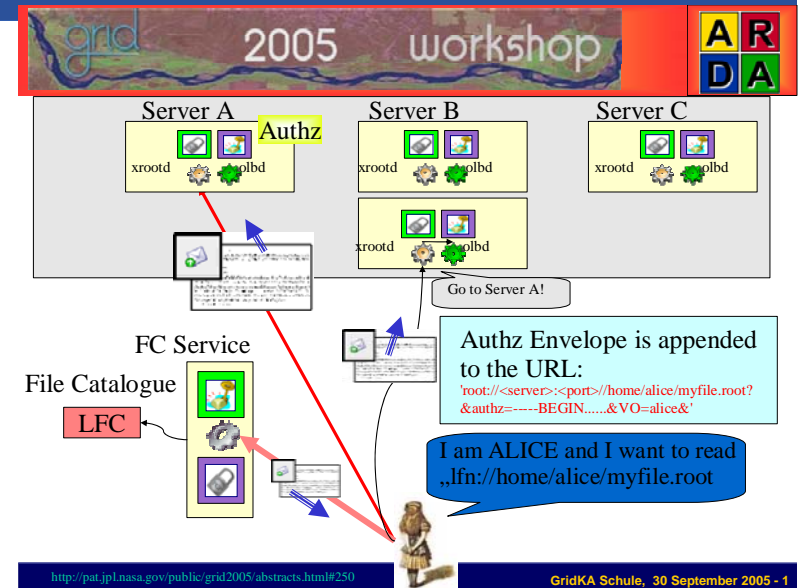 grid 2005 workshop
A R
D A
Server A
Server B
Server C
Authz
xrootd olbd
xrootd olbd
xrootd olbd
xrootd olbd
Go to Server A!
FC Service
File Catalogue
LFC
Authz Envelope is appended
to the URL:
'root://<server>:<port>//home/alice/myfile.root?
&authz=-----BEGIN......&VO=alice&'
I am ALICE and I want to read
„lfn://home/alice/myfile.root
http://pat.jpl.nasa.gov/public/grid2005/abstracts.html#250
GridKA Schule, 30 September 2005 - 1